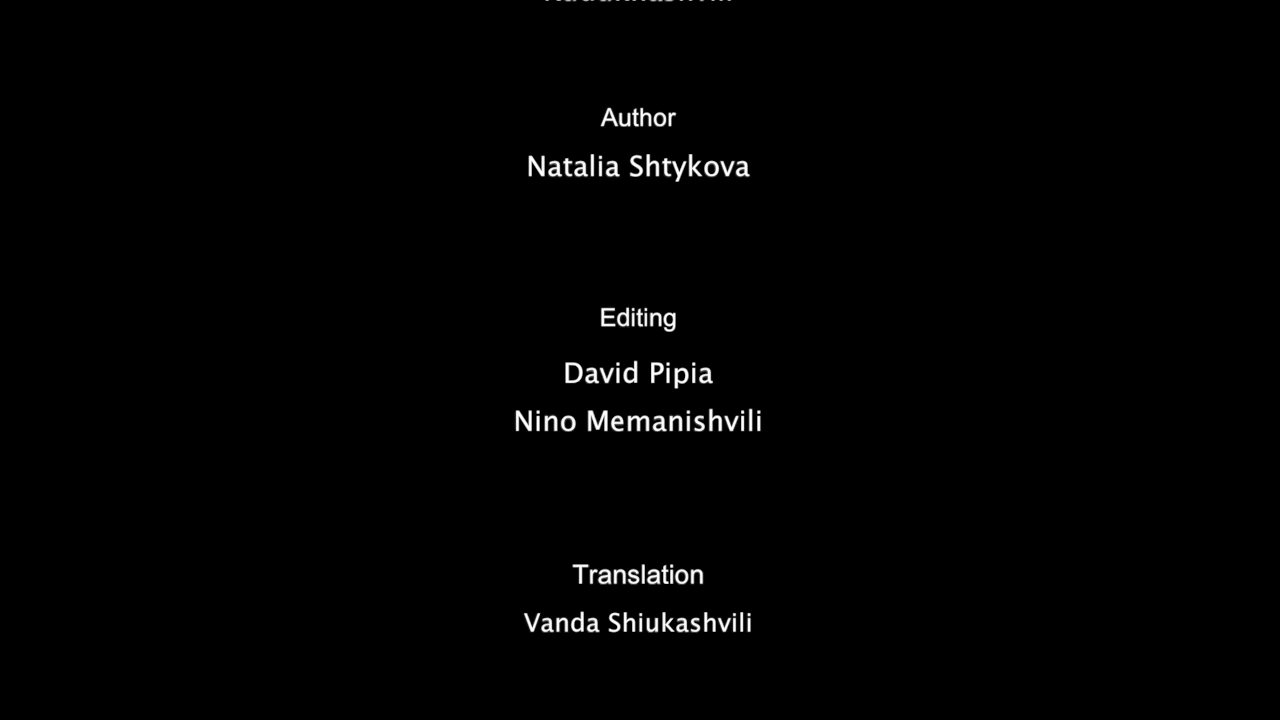 Author
Natalia Shtykova
Editing
David Pipia
Nino Memanishvili
Translation
Vanda Shiukashvili